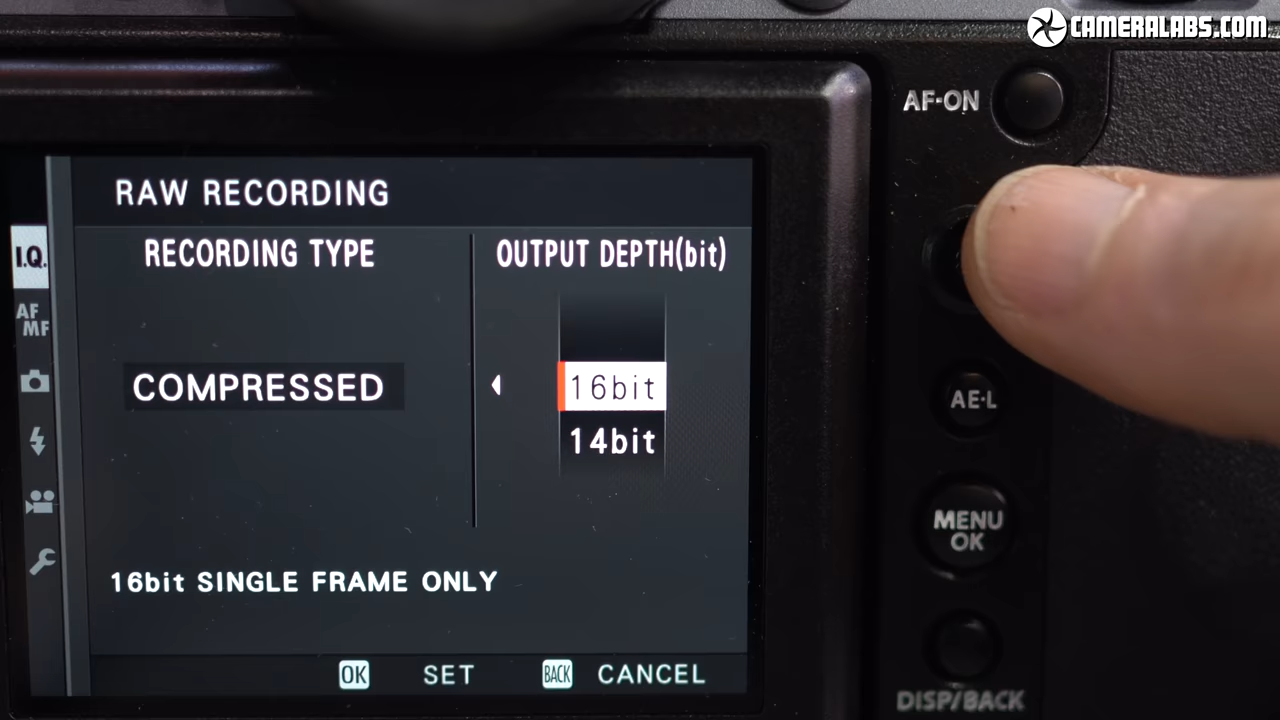 CAMERALABS.COM
AF-ON
RAW RECORDING
RECORDING TYPE
OUTPUT DEPTH(bit)
I.Q.
AF
MF
COMPRESSED
16bit
14bit
AE-L
MENU
OK
16bit SINGLE FRAME ONLY
OK SET BACK CANCEL
DISP/BACK